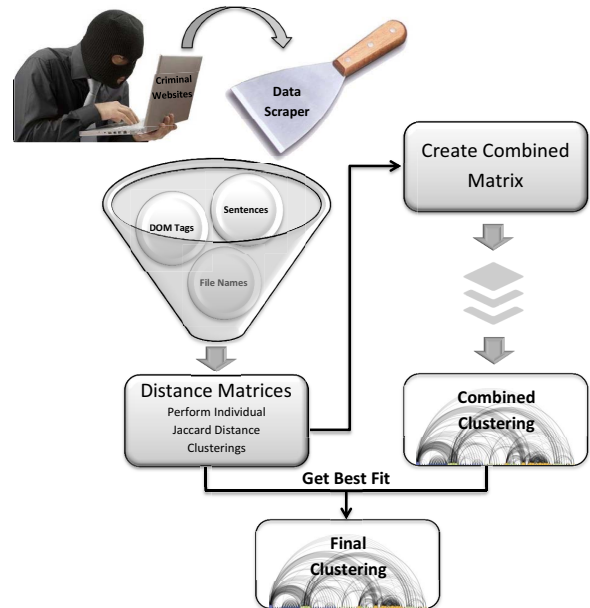 Criminal
Websites
Data
Scraper
Create Combined
Matrix
DOM Tags
Sentences
File Names
Distance Matrices
Perform Individual
Jaccard Distance
Clusterings
Combined
Clustering
Get Best Fit
Final
Clustering